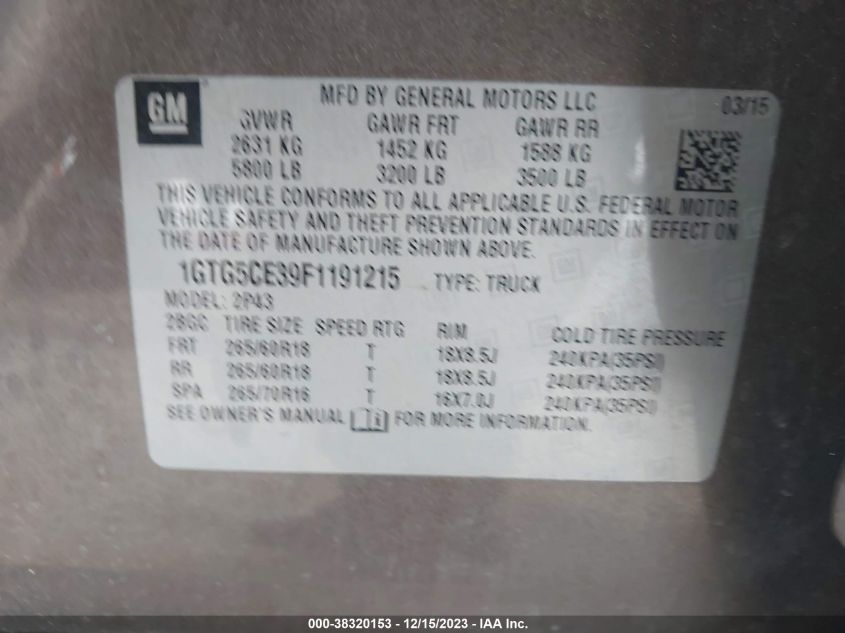 GM
MFD BY GENERAL MOTORS LLC 03/15
GVWR GAWR FRT GAWR RR
2631 KG 1452 KG 1588 KG
5800 LB 3200 LB 3500 LB
THIS VEHICLE CONFORMS TO ALL APPLICABLE U.S. FEDERAL MOTOR
VEHICLE SAFETY AND THEFT PREVENTION STANDARDS IN EFFECT ON
THE DATE OF MANUFACTURE SHOWN ABOVE.
1GTG5CE39F1191215 TYPE: TRUCK
MODEL: 2P43
28GC TIRE SIZE SPEED RTG RIM COLD TIRE PRESSURE
FRT 265/60R18 T 18X8.5J 240KPA(35PSI)
RR 265/60R18 T 18X8.5J 240KPA(35PSI)
SPA 265/70R16 T 16X7.0J 240KPA(35PSI)
SEE OWNER'S MANUAL FOR MORE INFORMATION.
000-38320153 - 12/15/2023 - IAA Inc.